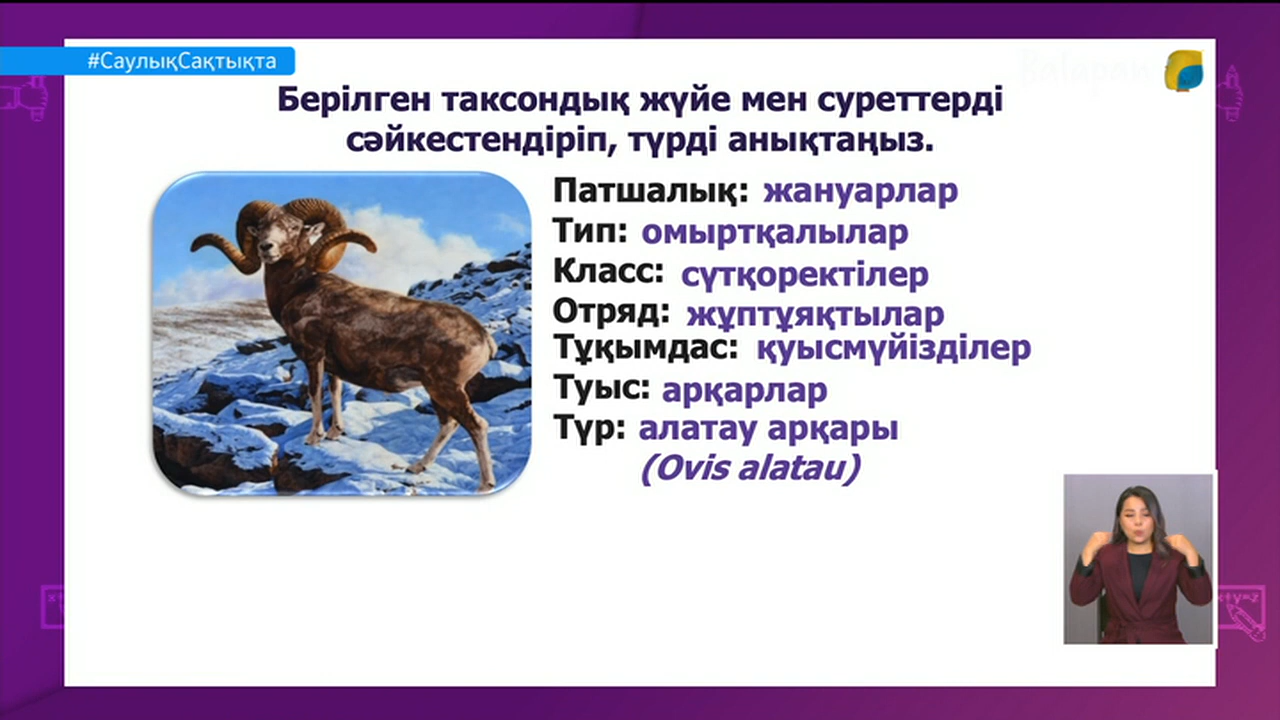 #СаулықСақтықта
Balapan
Берілген таксондық жүйе мен суреттерді
сәйкестендіріп, түрді анықтаңыз.
Патшалық: жануарлар
Тип: омыртқалылар
Класс: сүтқоректілер
Отряд: жұптұяқтылар
Тұқымдас: қуысмүйізділер
Туыс: арқарлар
Түр: алатау арқары
(Ovis alatau)